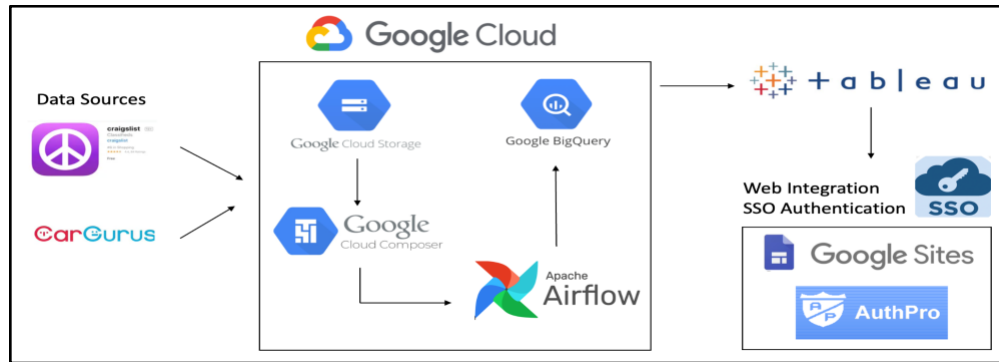 Google Cloud
Data Sources
craigslist
CarGurus
Google Cloud Storage
Google BigQuery
Google
Cloud Composer
Apache
Airflow
+ableau
Web Integration
SSO Authentication
SSO
Google Sites
AP
AuthPro